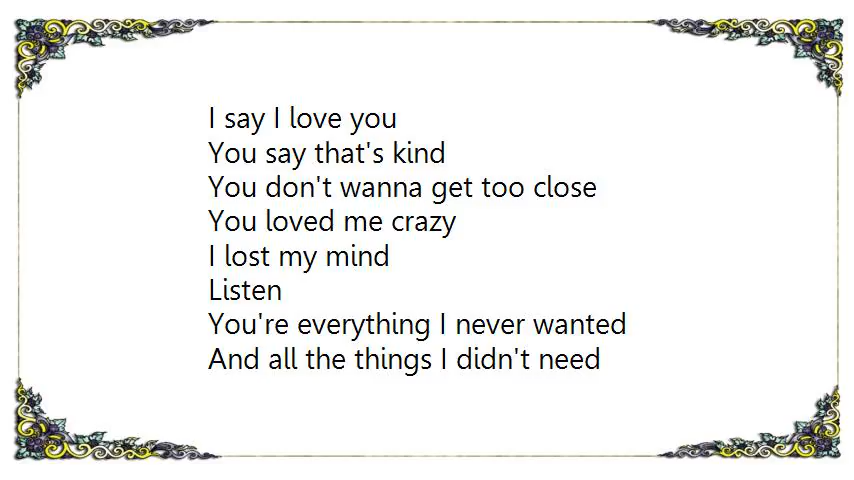 I say I love you
You say that's kind
You don't wanna get too close
You loved me crazy
I lost my mind
Listen
You're everything I never wanted
And all the things I didn't need